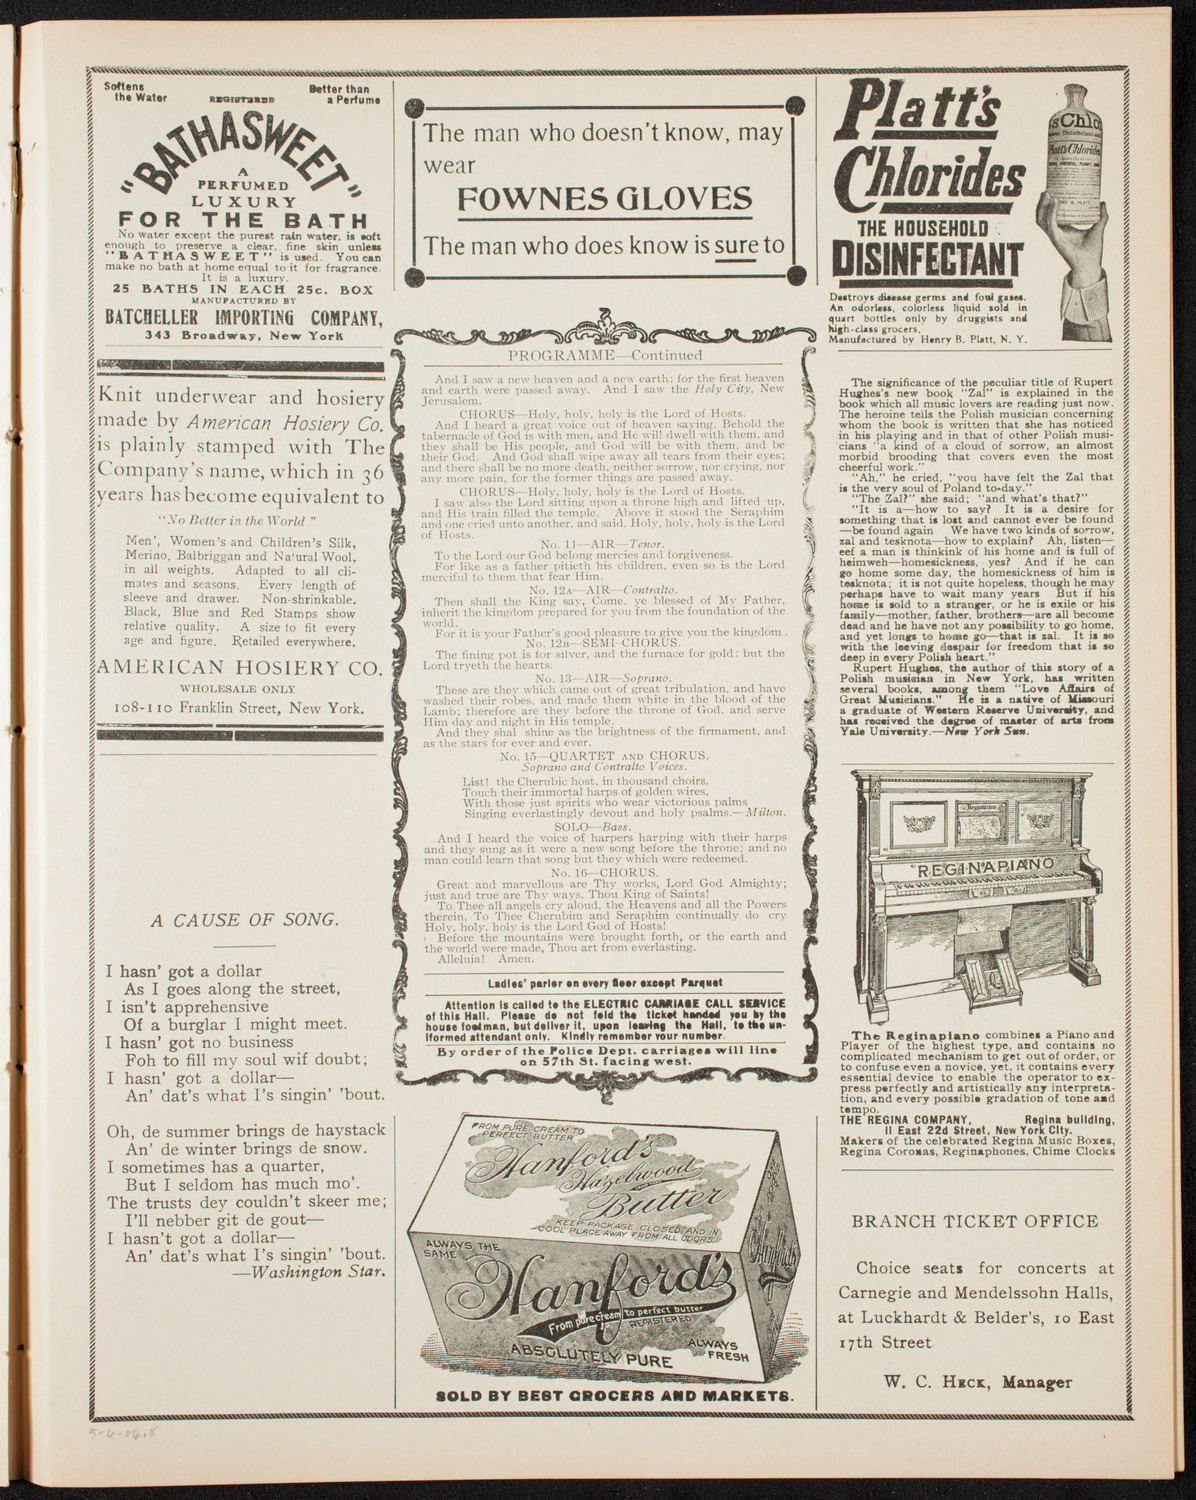 Softens
the Water
REGISTERED
Better than
a Perfume
"BATHASWEET"
A
PERFUMED
LUXURY
FOR THE BATH
No water except the purest rain water, is soft
enough to preserve a clear, fine skin unless
"BATHASWEET" is used. You can
make no bath at home equal to it for fragrance.
It is a luxury.
25 BATHS IN EACH 25c. BOX
MANUFACTURED BY
BATCHELLER IMPORTING COMPANY,
343 Broadway, New York
Knit underwear and hosiery
made by American Hosiery Co.
is plainly stamped with The
Company's name, which in 36
years has become equivalent to
"No Better in the World"
Men', Women's and Children's Silk,
Merino, Balbriggan and Na'ural Wool,
in all weights. Adapted to all cli-
mates and seasons. Every length of
sleeve and drawer. Non-shrinkable.
Black, Blue and Red Stamps show
relative quality. A size to fit every
age and figure. Retailed everywhere.
AMERICAN HOSIERY CO.
WHOLESALE ONLY
108-110 Franklin Street, New York.
A CAUSE OF SONG.
I hasn' got a dollar
As I goes along the street,
I isn't apprehensive
Of a burglar I might meet.
I hasn' got no business
Foh to fill my soul wif doubt;
I hasn' got a dollar—
An' dat's what I's singin' 'bout.
Oh, de summer brings de haystack
An' de winter brings de snow.
I sometimes has a quarter,
But I seldom has much mo'.
The trusts dey couldn't skeer me;
I'll nebber git de gout—
I hasn't got a dollar—
An' dat's what I's singin' 'bout.
—Washington Star.
The man who doesn't know, may
wear
FOWNES GLOVES
The man who does know is sure to
PROGRAMME—Continued
And I saw a new heaven and a new earth; for the first heaven
and earth were passed away. And I saw the Holy City, New
Jerusalem.
CHORUS—Holy, holy, holy is the Lord of Hosts.
And I heard a great voice out of heaven saying, Behold the
tabernacle of God is with men, and He will dwell with them, and
they shall be His people, and God will be with them, and be
their God. And God shall wipe away all tears from their eyes;
and there shall be no more death, neither sorrow, nor crying, nor
any more pain, for the former things are passed away.
CHORUS—Holy, holy, holy is the Lord of Hosts.
I saw also the Lord sitting upon a throne high and lifted up,
and His train filled the temple. Above it stood the Seraphim
and one cried unto another, and said, Holy, holy, holy is the Lord
of Hosts.
No. 11—AIR—Tenor.
To the Lord our God belong mercies and forgiveness.
For like as a father pitieth his children, even so is the Lord
merciful to them that fear Him.
No. 12A—AIR—Contralto.
Then shall the King say, Come, ye blessed of My Father,
inherit the kingdom prepared for you from the foundation of the
world.
For it is your Father's good pleasure to give you the kingdom.
No. 12B—SEMI-CHORUS.
The fining pot is for silver, and the furnace for gold: but the
Lord tryeth the hearts.
No. 13—AIR—Soprano.
These are they which came out of great tribulation, and have
washed their robes, and made them white in the blood of the
Lamb; therefore are they before the throne of God, and serve
Him day and night in His temple.
And they shal shine as the brightness of the firmament, and
as the stars for ever and ever.
No. 15—QUARTET AND CHORUS.
Soprano and Contralto Voices.
List! the Cherubic host, in thousand choirs,
Touch their immortal harps of golden wires,
With those just spirits who wear victorious palms
Singing everlastingly devout and holy psalms.—Milton.
SOLO—Bass.
And I heard the voice of harpers harping with their harps
and they sung as it were a new song before the throne; and no
man could learn that song but they which were redeemed.
No. 16—CHORUS.
Great and marvellous are Thy works, Lord God Almighty;
just and true are Thy ways, Thou King of Saints!
To Thee all angels cry aloud, the Heavens and all the Powers
therein, To Thee Cherubim and Seraphim continually do cry
Holy, holy, holy is the Lord God of Hosts!
Before the mountains were brought forth, or the earth and
the world were made, Thou art from everlasting.
Alleluia! Amen.
Ladies' parlor on every floor except Parquet
Attention is called to the ELECTRIC CARRIAGE CALL SERVICE
of this Hall. Please do not fold the ticket handed you by the
house footman, but deliver it, upon leaving the Hall, to the un-
iformed attendant only. Kindly remember your number.
By order of the Police Dept. carriages will line
on 57th St. facing west.
FROM PURE CREAM TO
PERFECT BUTTER
Hanford's
Hazelwood
Butter
KEEP PACKAGE CLOSED AND IN
COOL PLACE AWAY FROM ALL ODORS
ALWAYS THE
SAME
Hanford's
From pure cream to perfect butter
REGISTERED
ABSOLUTELY PURE
ALWAYS
FRESH
Hanford's
SOLD BY BEST GROCERS AND MARKETS.
Platt's
Chlorides
THE HOUSEHOLD
DISINFECTANT
Destroys disease germs and foul gases.
An odorless, colorless liquid sold in
quart bottles only by druggists and
high-class grocers.
Manufactured by Henry B. Platt, N. Y.
The significance of the peculiar title of Rupert
Hughes's new book "Zal" is explained in the
book which all music lovers are reading just now.
The heroine tells the Polish musician concerning
whom the book is written that she has noticed
in his playing and in that of other Polish musi-
cians "a kind of a cloud of sorrow, an almost
morbid brooding that covers even the most
cheerful work."
"Ah," he cried, "you have felt the Zal that
is the very soul of Poland to-day."
"The Zal?" she said; "and what's that?"
"It is a—how to say? It is a desire for
something that is lost and cannot ever be found
—be found again We have two kinds of sorrow,
zal and tesknota—how to explain? Ah, listen—
eef a man is thinkink of his home and is full of
heimweh—homesickness, yes? And if he can
go home some day, the homesickness of him is
tesknota; it is not quite hopeless, though he may
perhaps have to wait many years But if his
home is sold to a stranger, or he is exile or his
family—mother, father, brothers—are all become
dead and he have not any possibility to go home,
and yet longs to home go—that is zal. It is so
with the leeving despair for freedom that is so
deep in every Polish heart."
Rupert Hughes, the author of this story of a
Polish musician in New York, has written
several books, among them "Love Affairs of
Great Musicians." He is a native of Missouri
a graduate of Western Reserve University, and
has received the degree of master of arts from
Yale University.—New York Sun.
REGINAPIANO
The Reginapiano combines a Piano and
Player of the highest type, and contains no
complicated mechanism to get out of order, or
to confuse even a novice, yet, it contains every
essential device to enable the operator to ex-
press perfectly and artistically any interpreta-
tion, and every possible gradation of tone and
tempo.
THE REGINA COMPANY, Regina building,
11 East 22d Street, New York City.
Makers of the celebrated Regina Music Boxes,
Regina Coronas, Reginaphones, Chime Clocks
BRANCH TICKET OFFICE
Choice seats for concerts at
Carnegie and Mendelssohn Halls,
at Luckhardt & Belder's, 10 East
17th Street
W. C. HECK, Manager
5-6-06.5